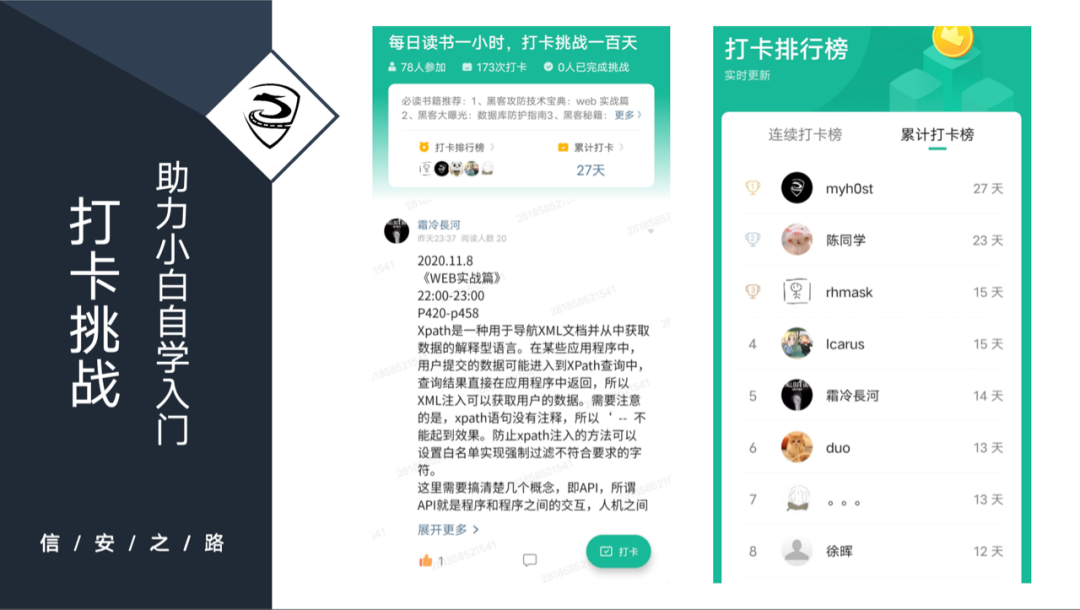 助力小白自学入门
打卡挑战
信 / 安 / 之 / 路
每日读书一小时，打卡挑战一百天
78人参加 173次打卡 0人已完成挑战
必读书籍推荐：1、黑客攻防技术宝典：web 实战篇
2、黑客大曝光：数据库防护指南3、黑客秘籍： 更多
打卡排行榜 累计打卡
27天
霜冷長河
昨天23:37 阅读人数 20
2020.11.8
《WEB实战篇》
22:00-23:00
P420-p458
Xpath是一种用于导航XML文档并从中获取
数据的解释型语言。在某些应用程序中，
用户提交的数据可能进入到XPath查询中，
查询结果直接在应用程序中返回，所以
XML注入可以获取用户的数据。需要注意
的是，xpath语句没有注释，所以‘ -- 不
能起到效果。防止xpath注入的方法可以
设置白名单实现强制过滤不符合要求的字
符。
这里需要搞清楚几个概念，即API，所谓
API就是程序和程序之间的交互，人机之间
展开更多
1
打卡
281858521541
打卡排行榜
实时更新
连续打卡榜 累计打卡榜
1 myh0st 27 天
2 陈同学 23 天
3 rhmask 15 天
4 Icarus 15 天
5 霜冷長河 14 天
6 duo 13 天
7 。。。 13 天
8 徐晖 12 天